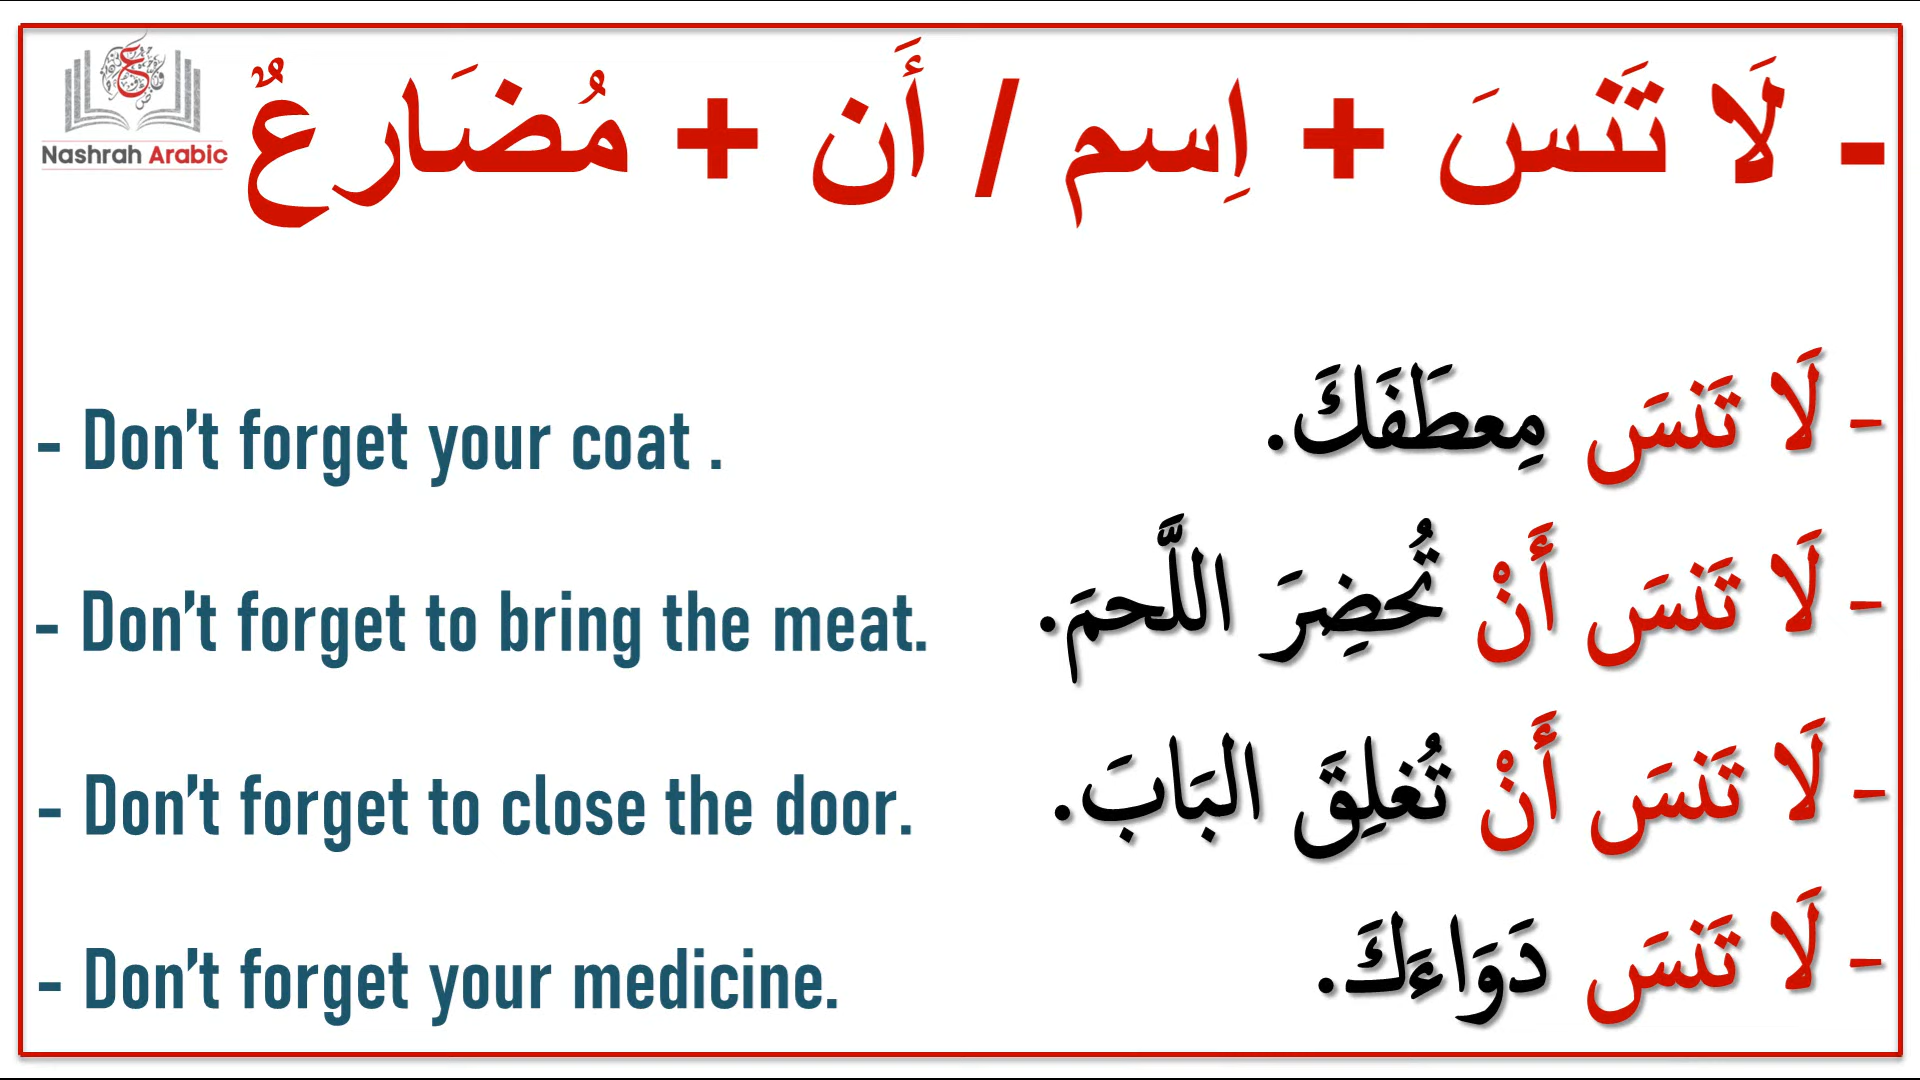 Nashrah Arabic
- لَا تَنسَ + اِسم / أَن + مُضَارعٌ
- Don't forget your coat .
- لَا تَنسَ مِعطَفَكَ.
- Don't forget to bring the meat.
- لَا تَنسَ أَنْ تُحضِرَ اللَّحمَ.
- Don't forget to close the door.
- لَا تَنسَ أَنْ تُغلِقَ البَابَ.
- Don't forget your medicine.
- لَا تَنسَ دَوَاءَكَ.